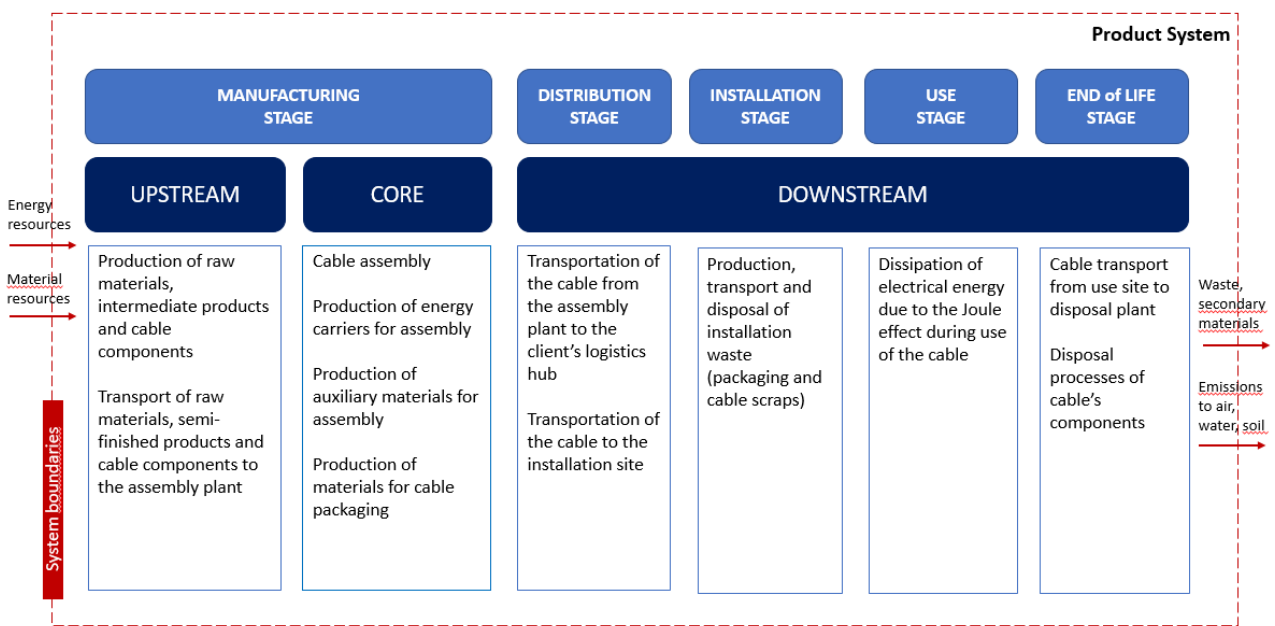 Product System
MANUFACTURING
STAGE
DISTRIBUTION
STAGE
INSTALLATION
STAGE
USE
STAGE
END of LIFE
STAGE
UPSTREAM
CORE
DOWNSTREAM
Energy
resources
Material
resources
System boundaries
Production of raw
materials,
intermediate products
and cable
components
Transport of raw
materials, semi-
finished products and
cable components to
the assembly plant
Cable assembly
Production of energy
carriers for assembly
Production of
auxiliary materials for
assembly
Production of
materials for cable
packaging
Transportation of
the cable from
the assembly
plant to the
client’s logistics
hub
Transportation of
the cable to the
installation site
Production,
transport and
disposal of
installation
waste
(packaging and
cable scraps)
Dissipation of
electrical energy
due to the Joule
effect during use
of the cable
Cable transport
from use site to
disposal plant
Disposal
processes of
cable’s
components
Waste,
secondary
materials
Emissions
to air,
water, soil